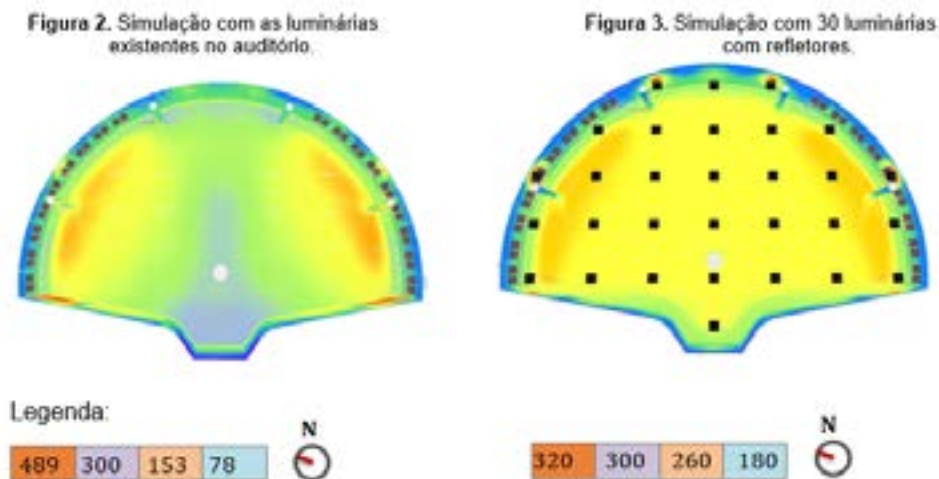 Figura 2. Simulação com as luminárias
existentes no auditório.
Figura 3. Simulação com 30 luminárias
com refletores.
Legenda:
489 300 153 78
N
320 300 260 180
N